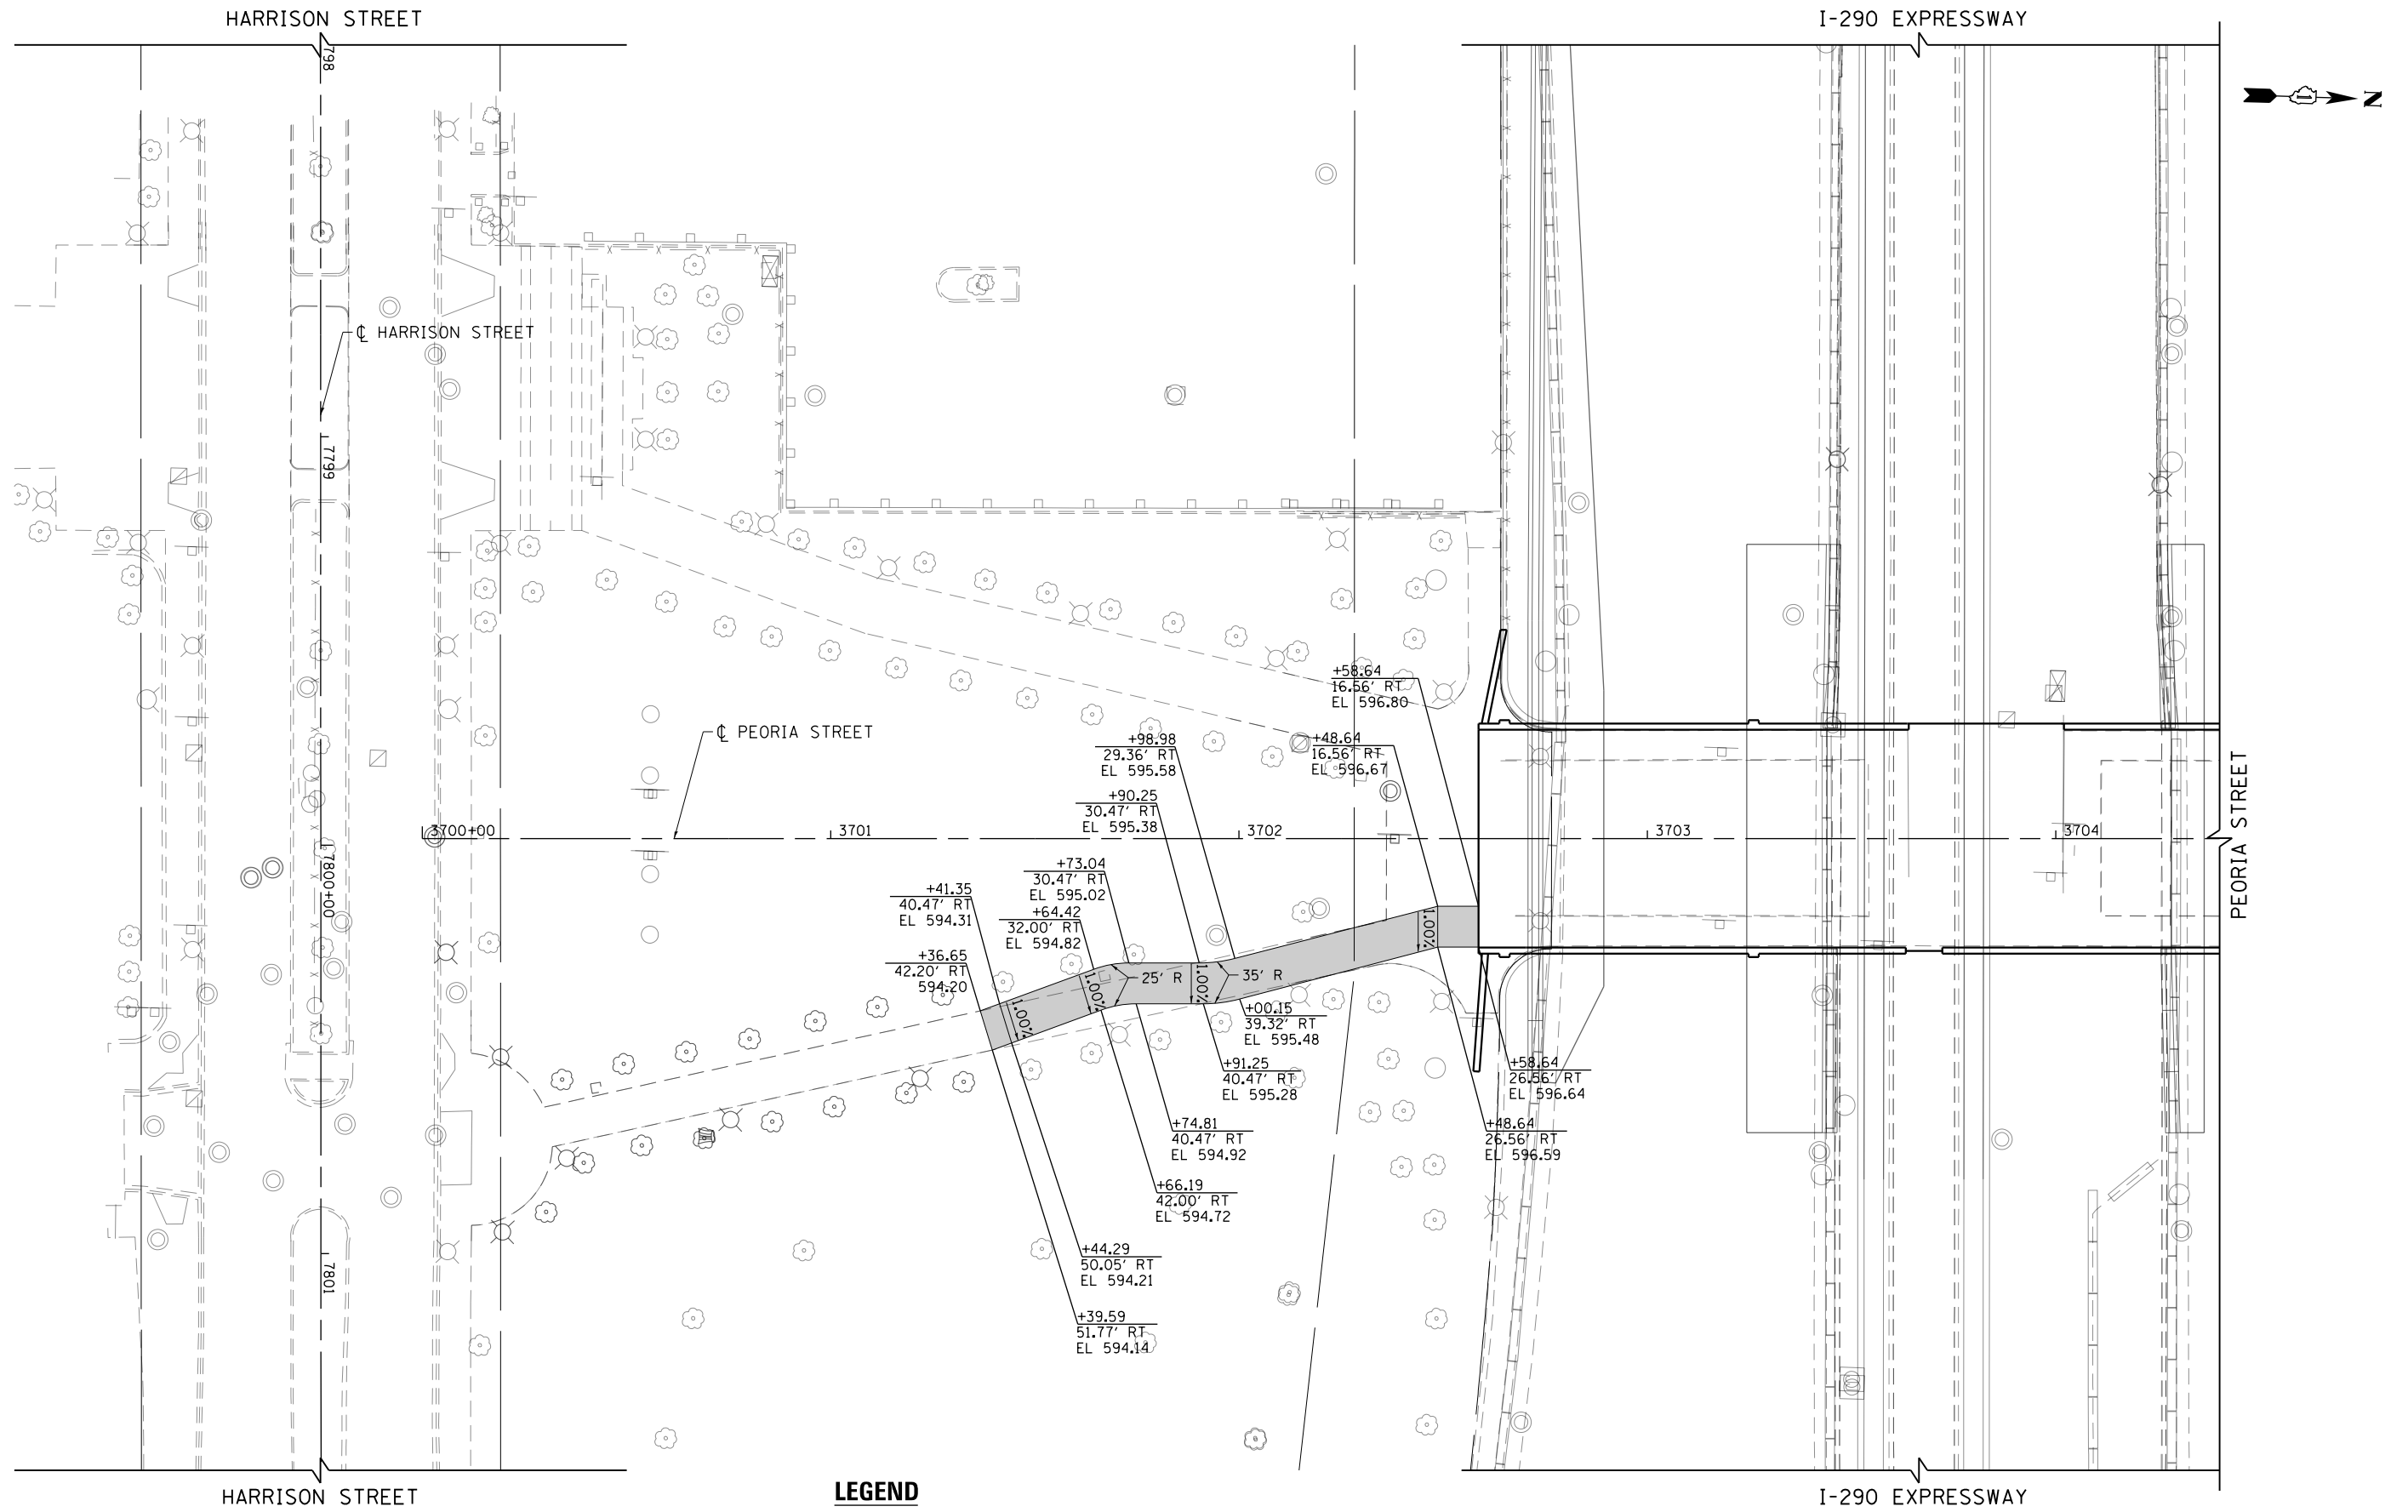 HARRISON STREET
I-290 EXPRESSWAY
798
N
℄ HARRISON STREET
7799
+58.64
16.56' RT
EL 596.80
℄ PEORIA STREET
+98.98
29.36' RT
EL 595.58
+48.64
16.56' RT
EL 596.67
+90.25
30.47' RT
EL 595.38
3700+00
3701
3702
3703
3704
PEORIA STREET
7800+00
+73.04
30.47' RT
EL 595.02
+41.35
40.47' RT
EL 594.31
+64.42
32.00' RT
EL 594.82
+36.65
42.20' RT
594.20
1.00%
1.00%
1.00%
1.00%
25' R
35' R
+00.15
39.32' RT
EL 595.48
+91.25
40.47' RT
EL 595.28
+58.64
26.56' RT
EL 596.64
+74.81
40.47' RT
EL 594.92
+48.64
26.56' RT
EL 596.59
+66.19
42.00' RT
EL 594.72
+44.29
50.05' RT
EL 594.21
7801
+39.59
51.77' RT
EL 594.14
LEGEND
HARRISON STREET
I-290 EXPRESSWAY